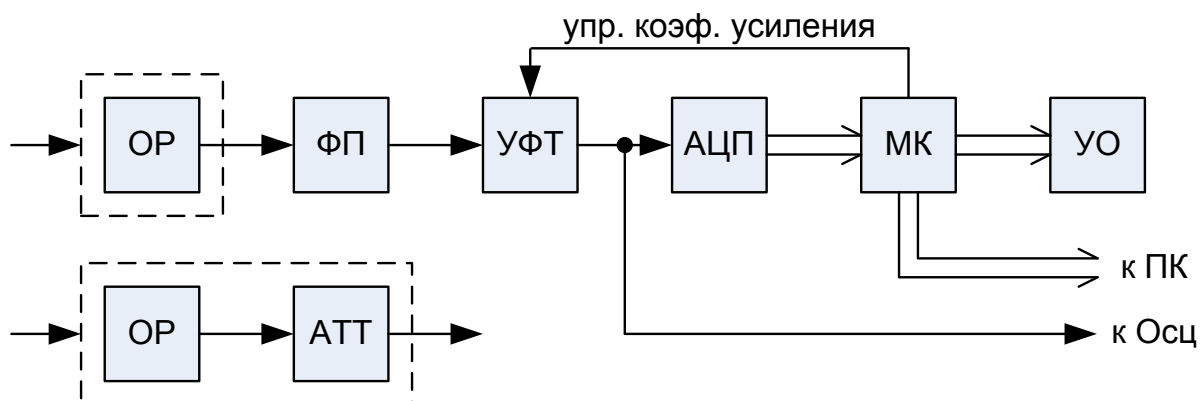 упр. коэф. усиления
ОР ФП УФТ АЦП МК УО
к ПК
ОР АТТ
к Осц